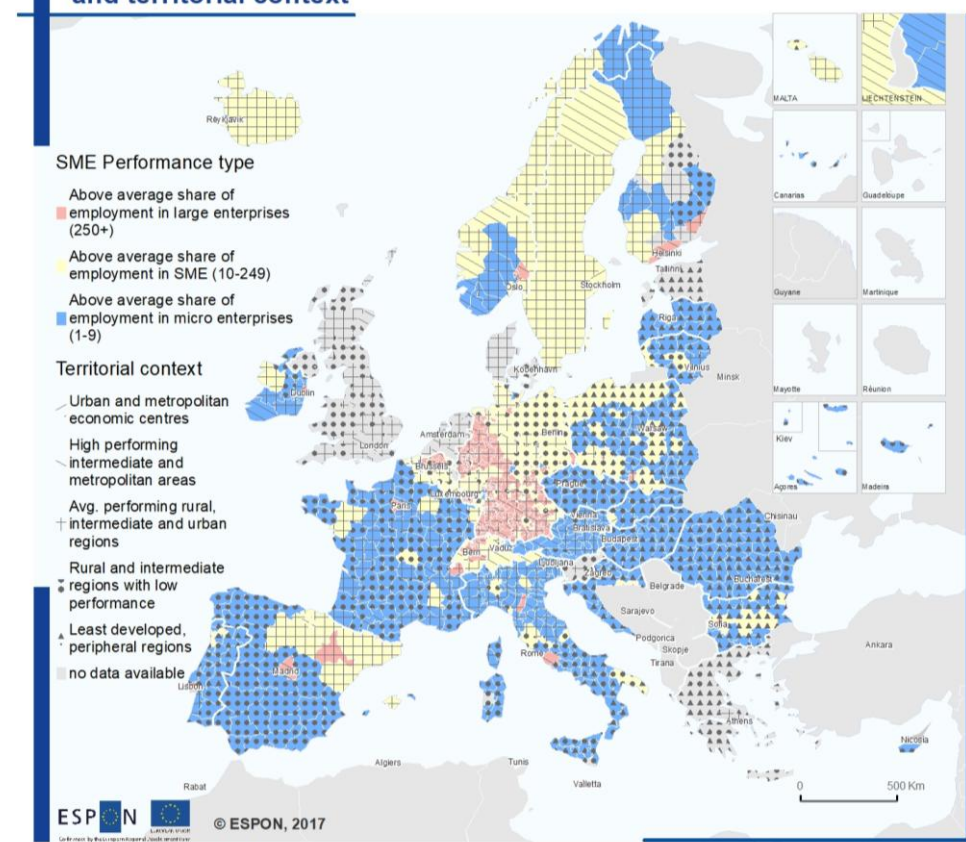 and territorial context
MALTA
LIECHTENSTEIN
Reykjavik
SME Performance type
Canarias
Guadeloupe
Above average share of
employment in large enterprises
(250+)
Above average share of
employment in SME (10-249)
Helsinki
Tallinn
Oslo
Stockholm
Guyane
Martinique
Above average share of
employment in micro enterprises
(1-9)
Riga
Territorial context
København
Vilnius
Minsk
Mayotte
Réunion
Dublin
Urban and metropolitan
economic centres
Kiev
Amsterdam
Berlin
Warsaw
London
High performing
intermediate and
metropolitan areas
Brussels
Açores
Madeira
Luxembourg
Prague
Paris
Chisinau
Avg. performing rural,
intermediate and urban
regions
Vienna
Bratislava
Budapest
Bern
Vaduz
Ljubljana
Zagreb
Rural and intermediate
regions with low
performance
Belgrade
Bucharest
Sarajevo
Sofia
Least developed,
peripheral regions
Podgorica
Skopje
Tirana
Ankara
Rome
no data available
Madrid
Lisbon
Athens
Nicosia
Algiers
Tunis
Valletta
Rabat
0
500 Km
ESPON
© ESPON, 2017